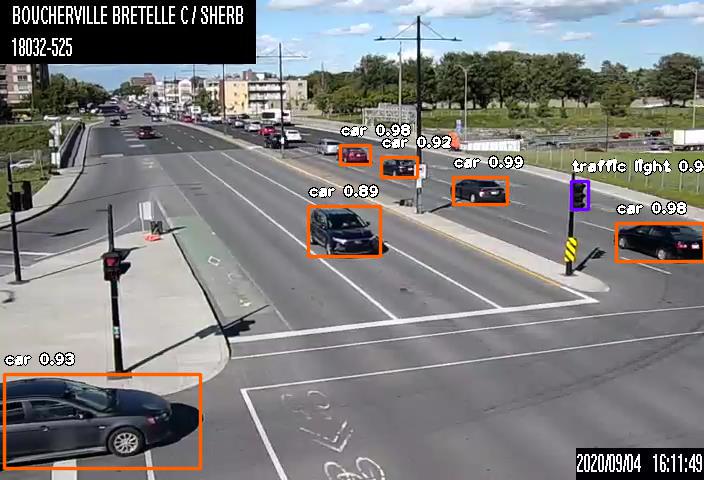 BOUCHERVILLE BRETELLE C / SHERB
18032-525
car 0.98
car 0.92
car 0.99
traffic light 0.9
car 0.89
car 0.98
car 0.93
2020/09/04 16:11:49